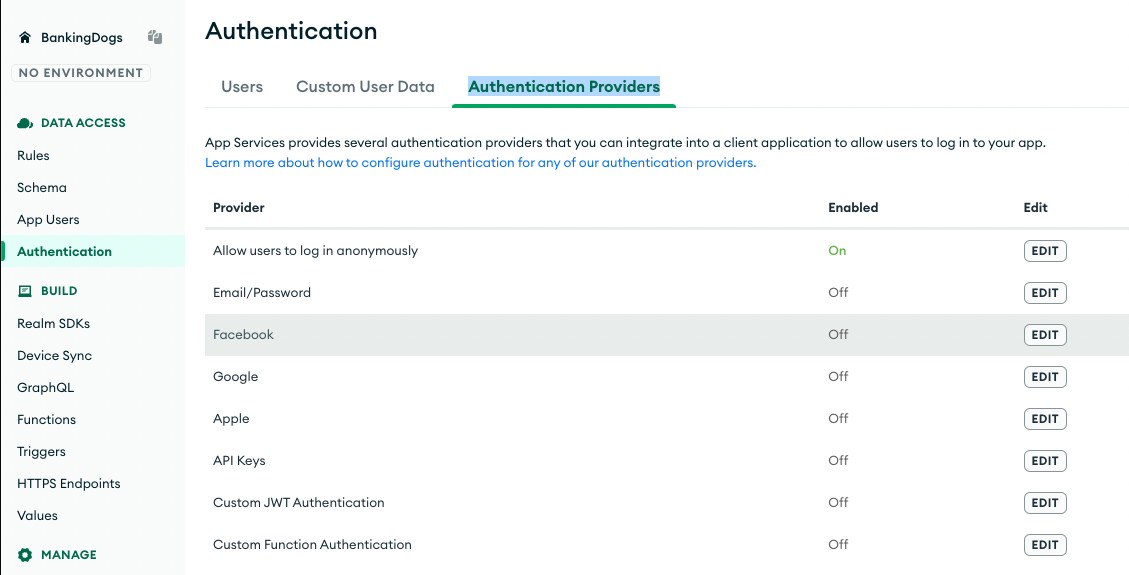 BankingDogs
NO ENVIRONMENT
DATA ACCESS
Rules
Schema
App Users
Authentication
BUILD
Realm SDKs
Device Sync
GraphQL
Functions
Triggers
HTTPS Endpoints
Values
MANAGE
Authentication
Users Custom User Data Authentication Providers
App Services provides several authentication providers that you can integrate into a client application to allow users to log in to your app.
Learn more about how to configure authentication for any of our authentication providers.
Provider Enabled Edit
Allow users to log in anonymously On EDIT
Email/Password Off EDIT
Facebook Off EDIT
Google Off EDIT
Apple Off EDIT
API Keys Off EDIT
Custom JWT Authentication Off EDIT
Custom Function Authentication Off EDIT